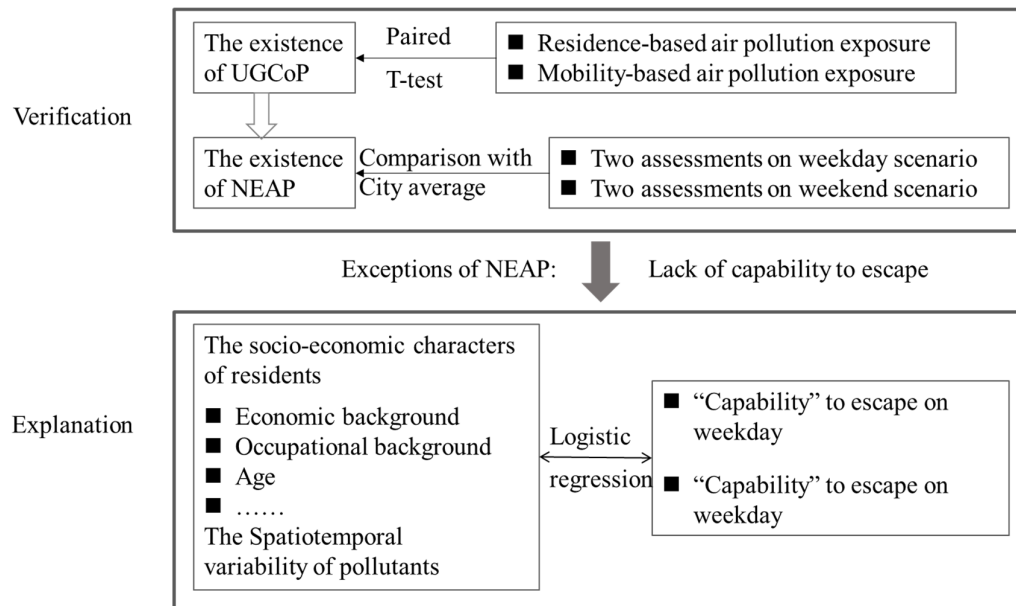 The existence
of UGCoP
Paired
T-test
■ Residence-based air pollution exposure
■ Mobility-based air pollution exposure
Verification
The existence
of NEAP
Comparison with
City average
■ Two assessments on weekday scenario
■ Two assessments on weekend scenario
Exceptions of NEAP:
Lack of capability to escape
The socio-economic characters
of residents
■ Economic background
■ Occupational background
■ Age
■ ……
The Spatiotemporal
variability of pollutants
Explanation
Logistic
regression
■ “Capability” to escape on
weekday
■ “Capability” to escape on
weekday